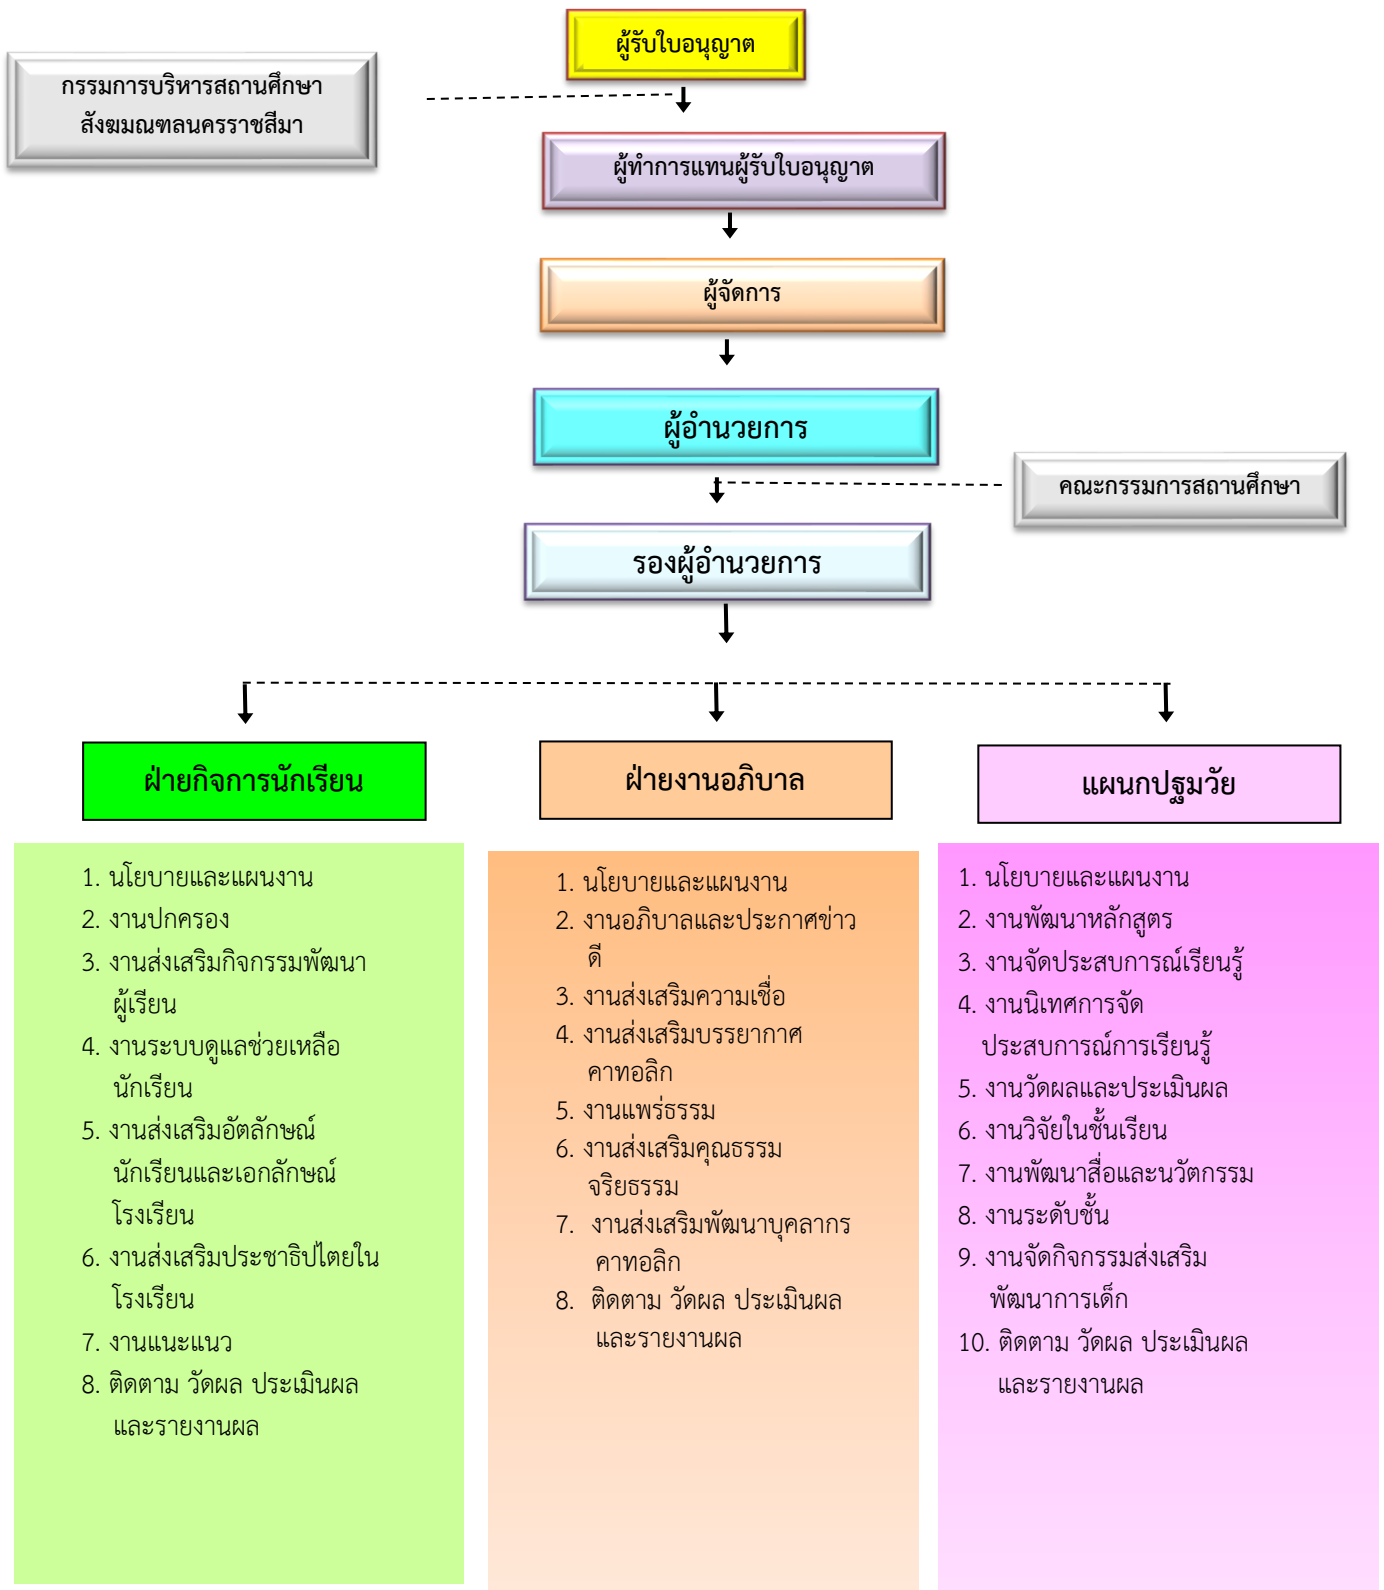 ผู้รับใบอนุญาต
กรรมการบริหารสถานศึกษา
สังฆมณฑลนครราชสีมา
ผู้ทำการแทนผู้รับใบอนุญาต
ผู้จัดการ
ผู้อำนวยการ
คณะกรรมการสถานศึกษา
รองผู้อำนวยการ
ฝ่ายกิจการนักเรียน
1. นโยบายและแผนงาน
2. งานปกครอง
3. งานส่งเสริมกิจกรรมพัฒนา
ผู้เรียน
4. งานระบบดูแลช่วยเหลือ
นักเรียน
5. งานส่งเสริมอัตลักษณ์
นักเรียนและเอกลักษณ์
โรงเรียน
6. งานส่งเสริมประชาธิปไตยใน
โรงเรียน
7. งานแนะแนว
8. ติดตาม วัดผล ประเมินผล
และรายงานผล
ฝ่ายงานอภิบาล
1. นโยบายและแผนงาน
2. งานอภิบาลและประกาศข่าว
ดี
3. งานส่งเสริมความเชื่อ
4. งานส่งเสริมบรรยากาศ
คาทอลิก
5. งานแพร่ธรรม
6. งานส่งเสริมคุณธรรม
จริยธรรม
7. งานส่งเสริมพัฒนาบุคลากร
คาทอลิก
8. ติดตาม วัดผล ประเมินผล
และรายงานผล
แผนกปฐมวัย
1. นโยบายและแผนงาน
2. งานพัฒนาหลักสูตร
3. งานจัดประสบการณ์เรียนรู้
4. งานนิเทศการจัด
ประสบการณ์การเรียนรู้
5. งานวัดผลและประเมินผล
6. งานวิจัยในชั้นเรียน
7. งานพัฒนาสื่อและนวัตกรรม
8. งานระดับชั้น
9. งานจัดกิจกรรมส่งเสริม
พัฒนาการเด็ก
10. ติดตาม วัดผล ประเมินผล
และรายงานผล